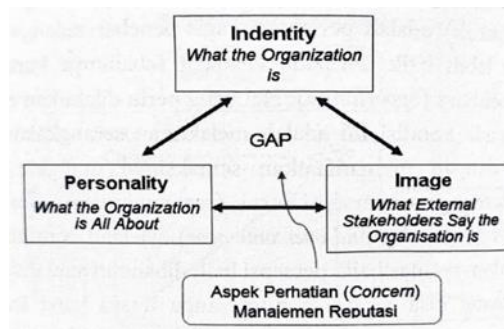 Indentity
What the Organization
is
GAP
Personality
What the Organization
is All About
Image
What External
Stakeholders Say the
Organisation is
Aspek Perhatian (Concern)
Manajemen Reputasi